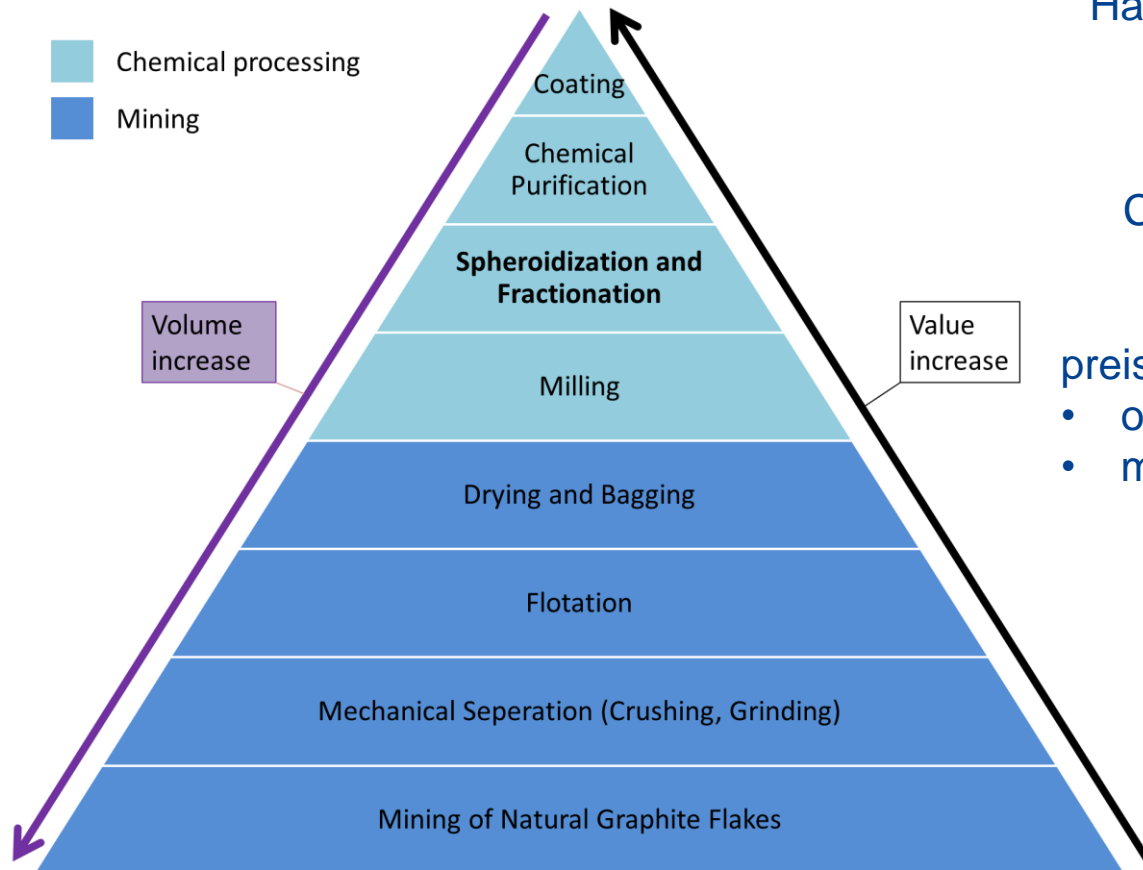 Chemical processing
Mining
Coating
Chemical
Purification
Spheroidization and
Fractionation
Milling
Drying and Bagging
Flotation
Mechanical Seperation (Crushing, Grinding)
Mining of Natural Graphite Flakes
Volume
increase
Value
increase